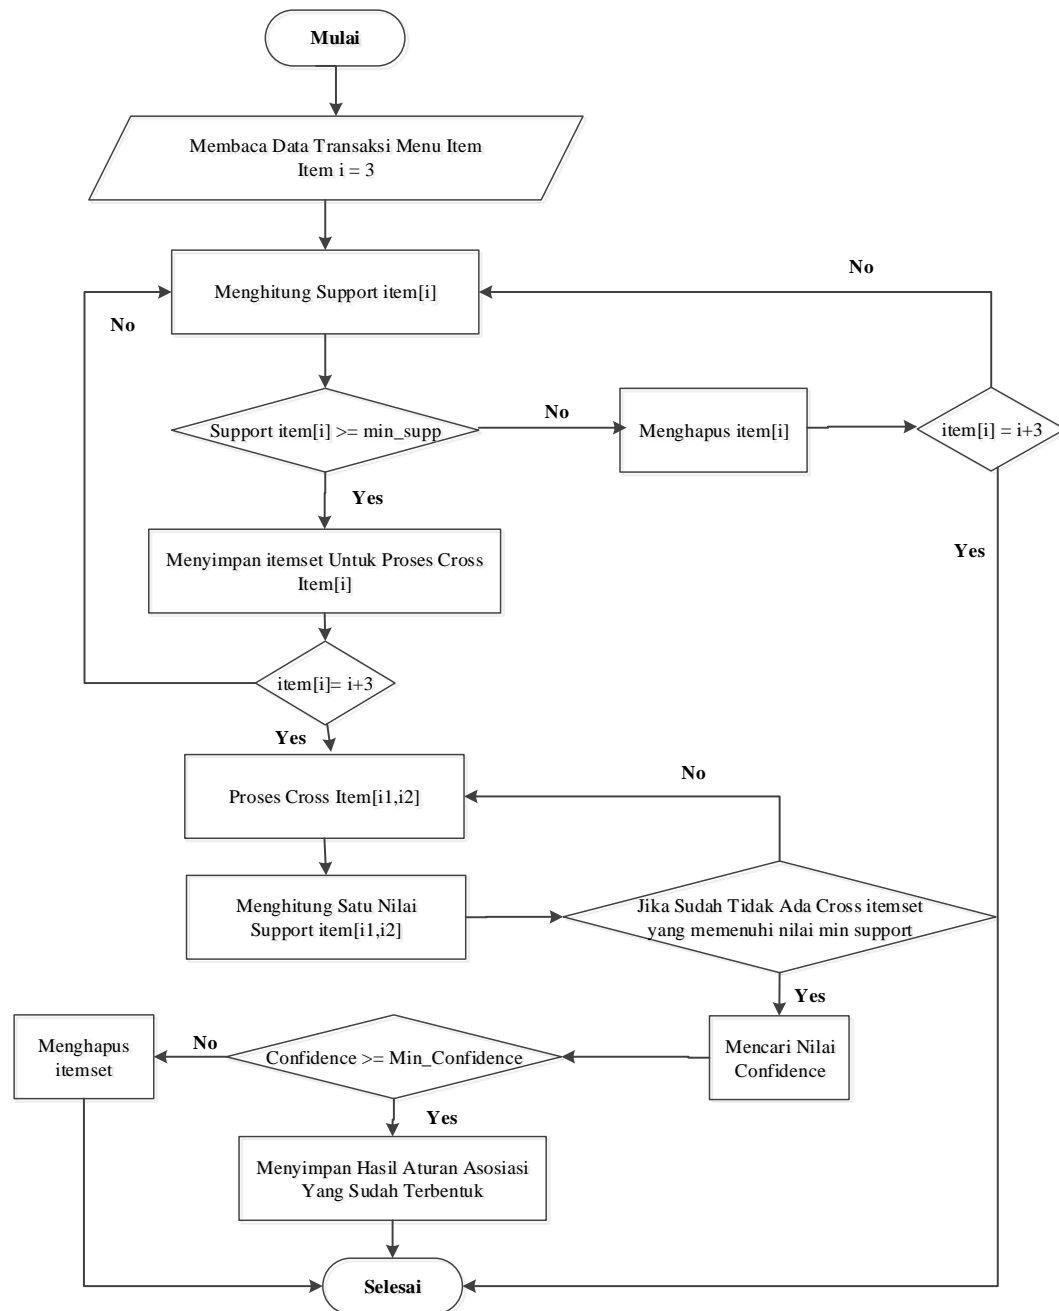 Mulai
Membaca Data Transaksi Menu Item
Item i = 3
No
Menghitung Support item[i]
No
Support item[i] >= min_supp
No
Menghapus item[i]
item[i] = i+3
Yes
Menyimpan itemset Untuk Proses Cross
Item[i]
Yes
item[i]= i+3
Yes
No
Proses Cross Item[i1,i2]
Menghitung Satu Nilai
Support item[i1,i2]
Jika Sudah Tidak Ada Cross itemset
yang memenuhi nilai min support
Yes
Mencari Nilai
Confidence
Confidence >= Min_Confidence
No
Menghapus
itemset
Yes
Menyimpan Hasil Aturan Asosiasi
Yang Sudah Terbentuk
Selesai